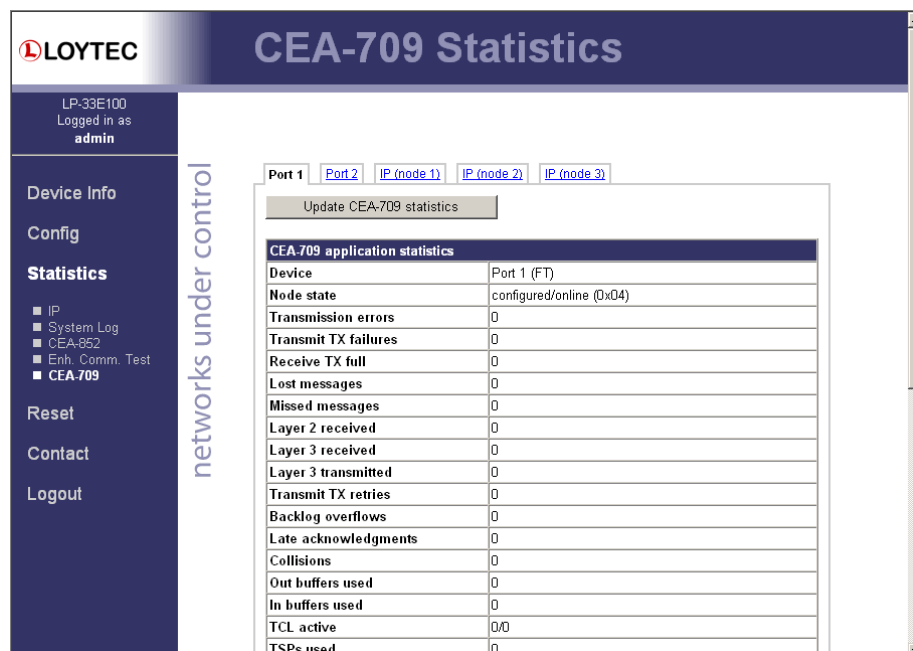 LOYTEC
CEA-709 Statistics
LP-33E100
Logged in as
admin
Device Info
Config
Statistics
IP
System Log
CEA-852
Enh. Comm. Test
CEA-709
Reset
Contact
Logout
networks under control
Port 1 Port 2 IP (node 1) IP (node 2) IP (node 3)
Update CEA-709 statistics
CEA-709 application statistics
Device Port 1 (FT)
Node state configured/online (0x04)
Transmission errors 0
Transmit TX failures 0
Receive TX full 0
Lost messages 0
Missed messages 0
Layer 2 received 0
Layer 3 received 0
Layer 3 transmitted 0
Transmit TX retries 0
Backlog overflows 0
Late acknowledgments 0
Collisions 0
Out buffers used 0
In buffers used 0
TCL active 0/0
TSPs used 0